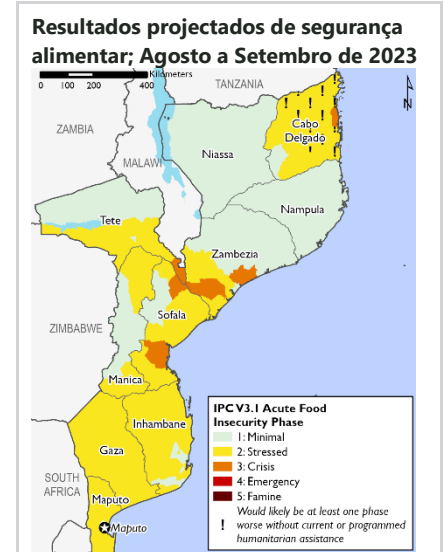 Resultados projectados de segurança
alimentar; Agosto a Setembro de 2023
0 100 200 400 Kilometers
N
TANZANIA
ZAMBIA
MALAWI
Cabo
Delgado
Niassa
Nampula
Tete
Zambezia
Sofala
ZIMBABWE
Manica
Inhambane
Gaza
SOUTH
AFRICA
Maputo
Maputo
IPC V3.1 Acute Food
Insecurity Phase
1: Minimal
2: Stressed
3: Crisis
4: Emergency
5: Famine
! Would likely be at least one phase
worse without current or programmed
humanitarian assistance